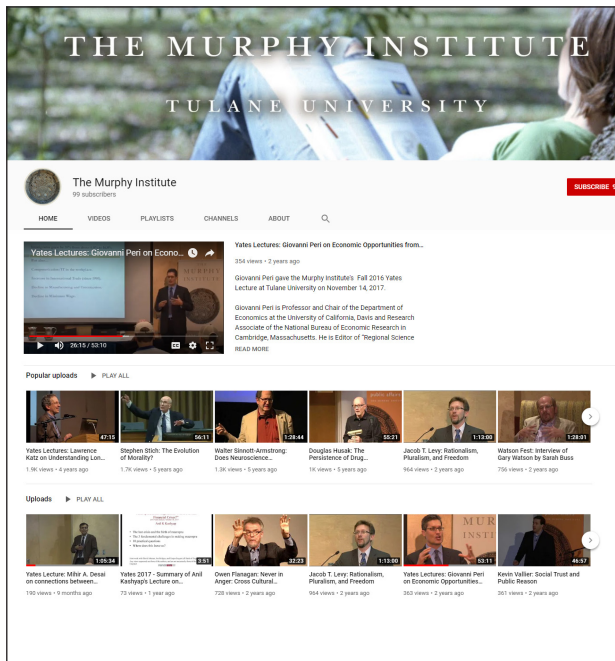 THE MURPHY INSTITUTE
TULANE UNIVERSITY
The Murphy Institute
99 subscribers
SUBSCRIBE
HOME VIDEOS PLAYLISTS CHANNELS ABOUT
Yates Lectures: Giovanni Peri on Econo...
26:15 / 53:10
Yates Lectures: Giovanni Peri on Economic Opportunities from...
354 views • 2 years ago
Giovanni Peri gave the Murphy Institute's Fall 2016 Yates
Lecture at Tulane University on November 14, 2017.
Giovanni Peri is Professor and Chair of the Department of
Economics at the University of California, Davis and Research
Associate of the National Bureau of Economic Research in
Cambridge, Massachusetts. He is Editor of "Regional Science
READ MORE
Popular uploads PLAY ALL
47:15
56:11
1:28:44
55:21
1:13:00
1:28:01
Yates Lectures: Lawrence
Katz on Understanding Lon...
1.9K views • 4 years ago
Stephen Stich: The Evolution
of Morality?
1.7K views • 5 years ago
Walter Sinnott-Armstrong:
Does Neuroscience...
1.3K views • 5 years ago
Douglas Husak: The
Persistence of Drug...
1K views • 5 years ago
Jacob T. Levy: Rationalism,
Pluralism, and Freedom
964 views • 2 years ago
Watson Fest: Interview of
Gary Watson by Sarah Buss
756 views • 2 years ago
Uploads PLAY ALL
1:05:34
3:51
32:23
1:13:00
53:11
46:57
Yates Lecture: Mihir A. Desai
on connections between...
190 views • 9 months ago
Yates 2017 - Summary of Anil
Kashyap's Lecture on...
73 views • 1 year ago
Owen Flanagan: Never in
Anger: Cross Cultural...
728 views • 2 years ago
Jacob T. Levy: Rationalism,
Pluralism, and Freedom
964 views • 2 years ago
Yates Lectures: Giovanni Peri
on Economic Opportunities...
363 views • 2 years ago
Kevin Vallier: Social Trust and
Public Reason
361 views • 2 years ago